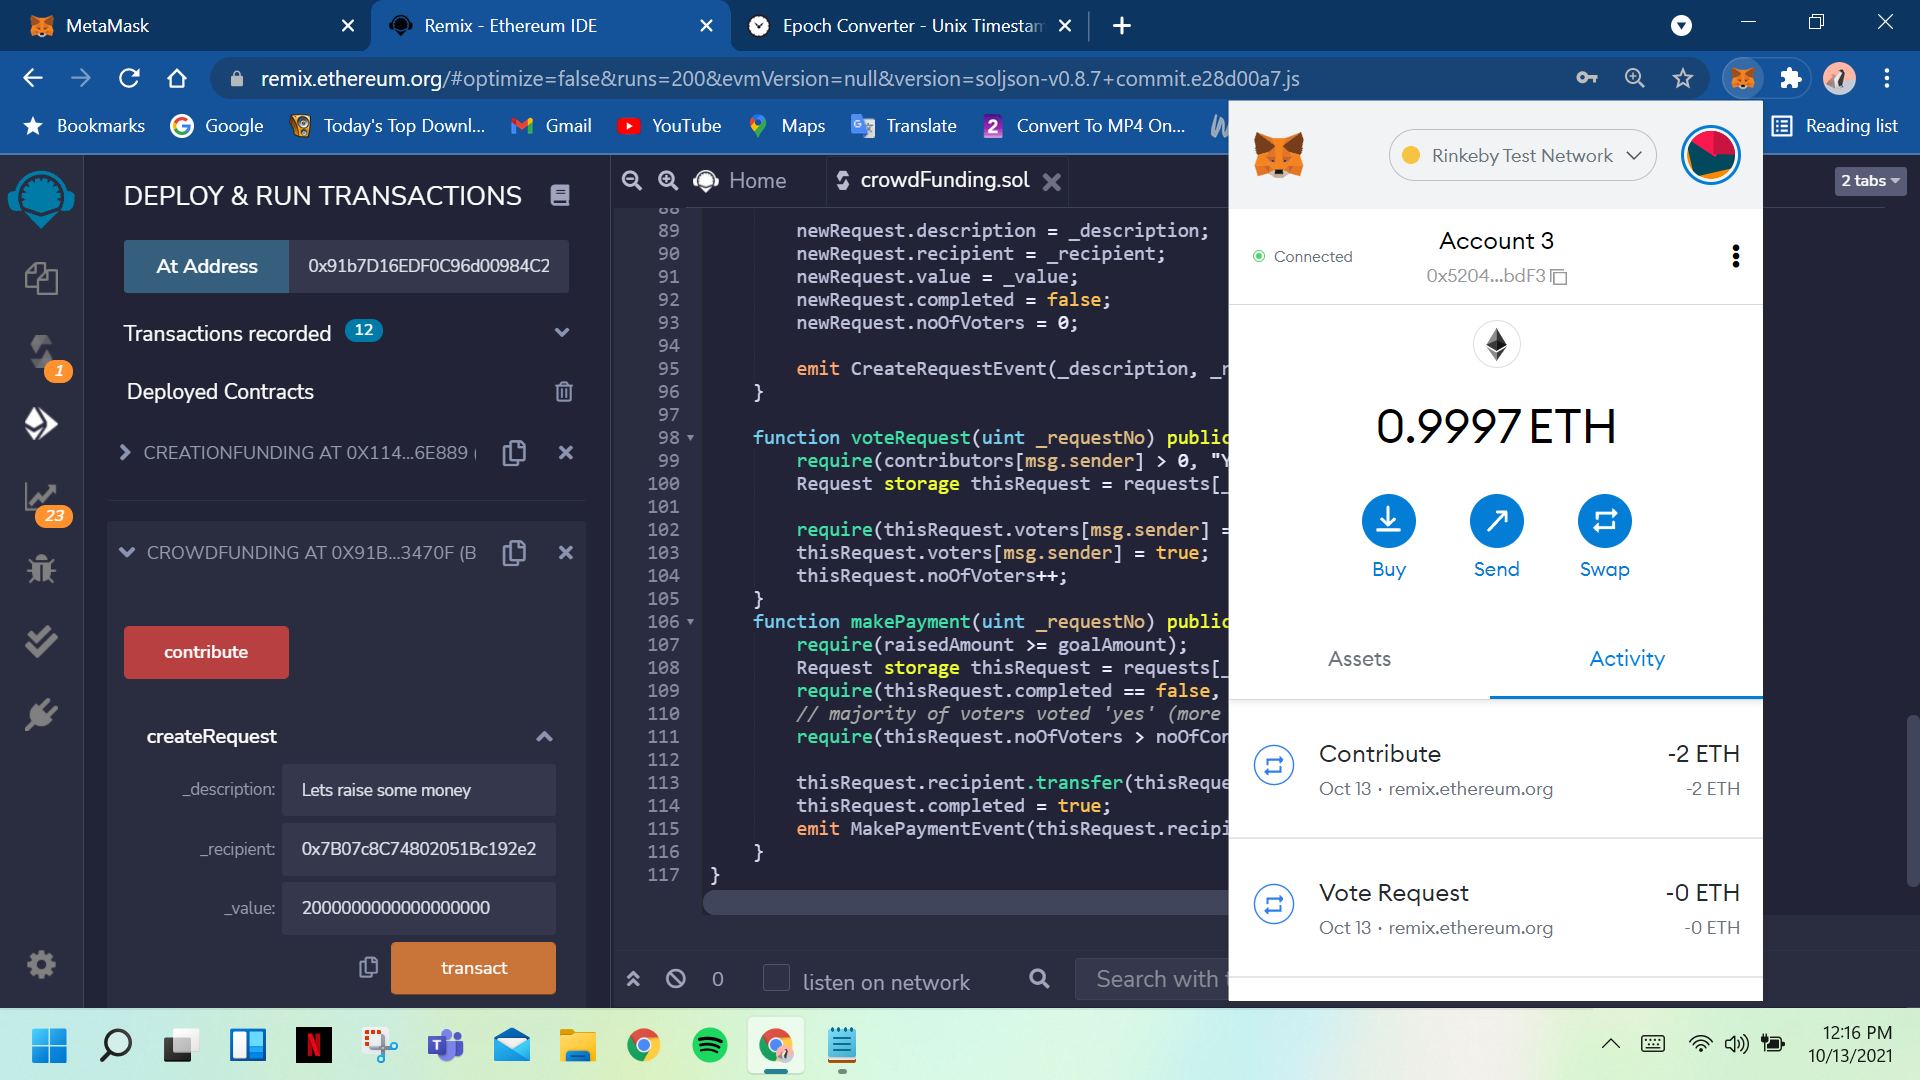 MetaMask
Remix - Ethereum IDE
Epoch Converter - Unix Timestam
remix.ethereum.org/#optimize=false&runs=200&evmVersion=null&version=soljson-v0.8.7+commit.e28d00a7.js
Bookmarks
Google
Today's Top Downl...
Gmail
YouTube
Maps
Translate
2
Convert To MP4 On...
Reading list
DEPLOY & RUN TRANSACTIONS
At Address
0x91b7D16EDF0C96d00984C2
Transactions recorded 12
Deployed Contracts
CREATIONFUNDING AT 0X114...6E889 (
CROWDFUNDING AT 0X91B...3470F (B
contribute
createRequest
_description: Lets raise some money
_recipient: 0x7B07c8C74802051Bc192e2
_value: 2000000000000000000
transact
1
23
Home
crowdFunding.sol
2 tabs
88
89 newRequest.description = _description;
90 newRequest.recipient = _recipient;
91 newRequest.value = _value;
92 newRequest.completed = false;
93 newRequest.noOfVoters = 0;
94
95 emit CreateRequestEvent(_description, _r
96 }
97
98 function voteRequest(uint _requestNo) public
99 require(contributors[msg.sender] > 0, "Y
100 Request storage thisRequest = requests[_
101
102 require(thisRequest.voters[msg.sender] =
103 thisRequest.voters[msg.sender] = true;
104 thisRequest.noOfVoters++;
105 }
106 function makePayment(uint _requestNo) public
107 require(raisedAmount >= goalAmount);
108 Request storage thisRequest = requests[_
109 require(thisRequest.completed == false,
110 // majority of voters voted 'yes' (more
111 require(thisRequest.noOfVoters > noOfCon
112
113 thisRequest.recipient.transfer(thisReque
114 thisRequest.completed = true;
115 emit MakePaymentEvent(thisRequest.recipi
116 }
117 }
0
listen on network
Search with t
Rinkeby Test Network
Connected
Account 3
0x5204...bdF3
0.9997 ETH
Buy
Send
Swap
Assets
Activity
Contribute -2 ETH
Oct 13 · remix.ethereum.org -2 ETH
Vote Request -0 ETH
Oct 13 · remix.ethereum.org -0 ETH
12:16 PM
10/13/2021